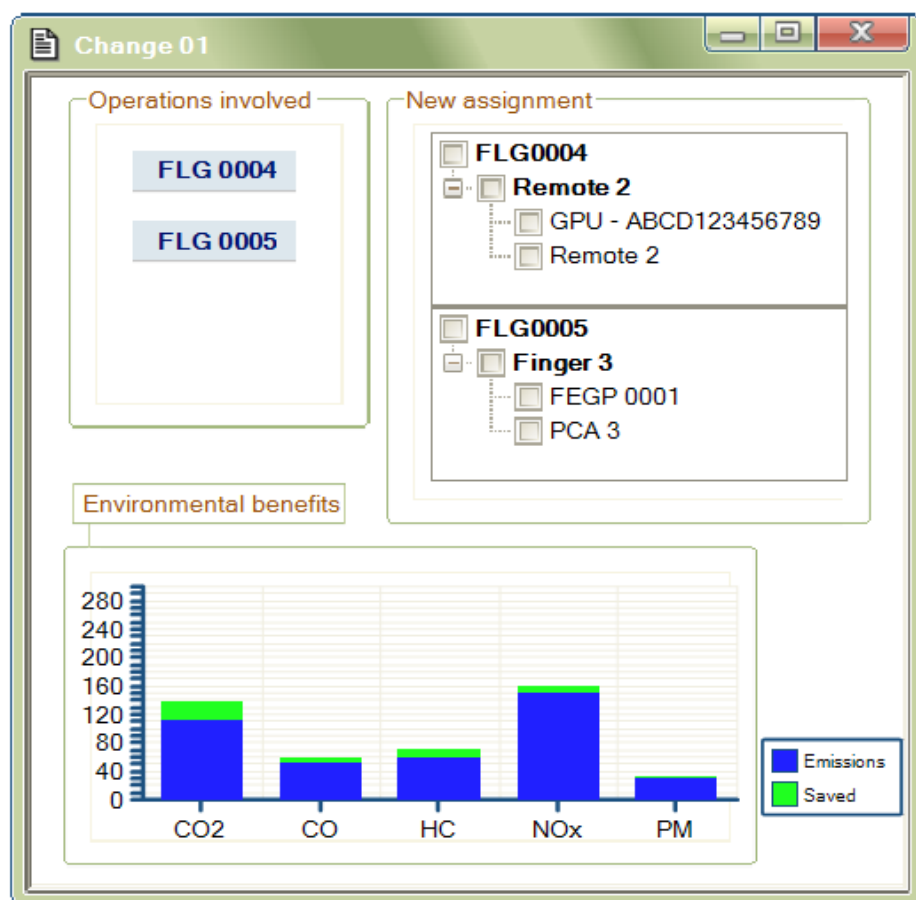 Change 01
Operations involved
FLG 0004
FLG 0005
New assignment
FLG0004
Remote 2
GPU - ABCD123456789
Remote 2
FLG0005
Finger 3
FEGP 0001
PCA 3
Environmental benefits
280
240
200
160
120
80
40
0
CO2 CO HC NOx PM
Emissions
Saved